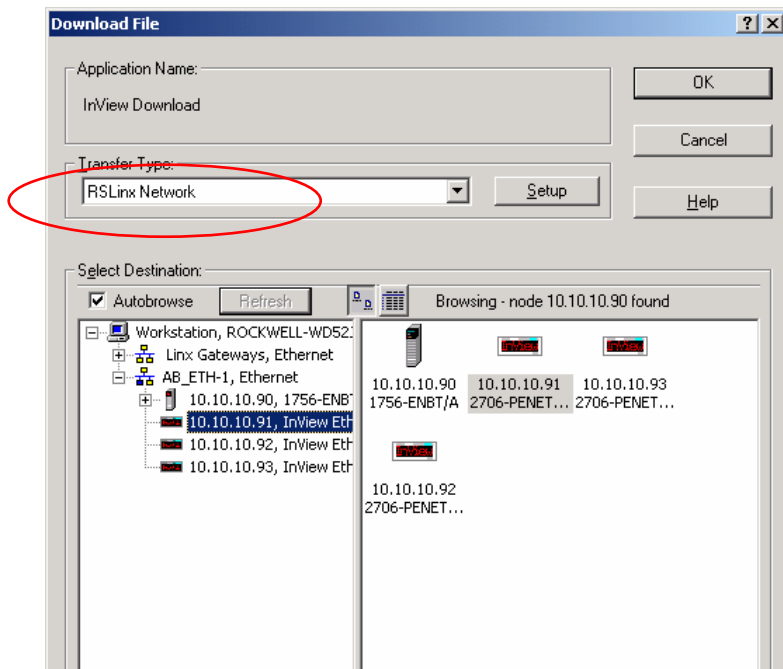 Download File
Application Name:
InView Download
OK
Cancel
Transfer Type:
RSLinx Network
Setup
Help
Select Destination:
Autobrowse
Refresh
Browsing - node 10.10.10.90 found
Workstation, ROCKWELL-WD52
Linx Gateways, Ethernet
AB_ETH-1, Ethernet
10.10.10.90, 1756-ENBT
10.10.10.91, InView Eth
10.10.10.92, InView Eth
10.10.10.93, InView Eth
InView
InView
10.10.10.90
1756-ENBT/A
10.10.10.91
2706-PENET...
10.10.10.93
2706-PENET...
InView
10.10.10.92
2706-PENET...